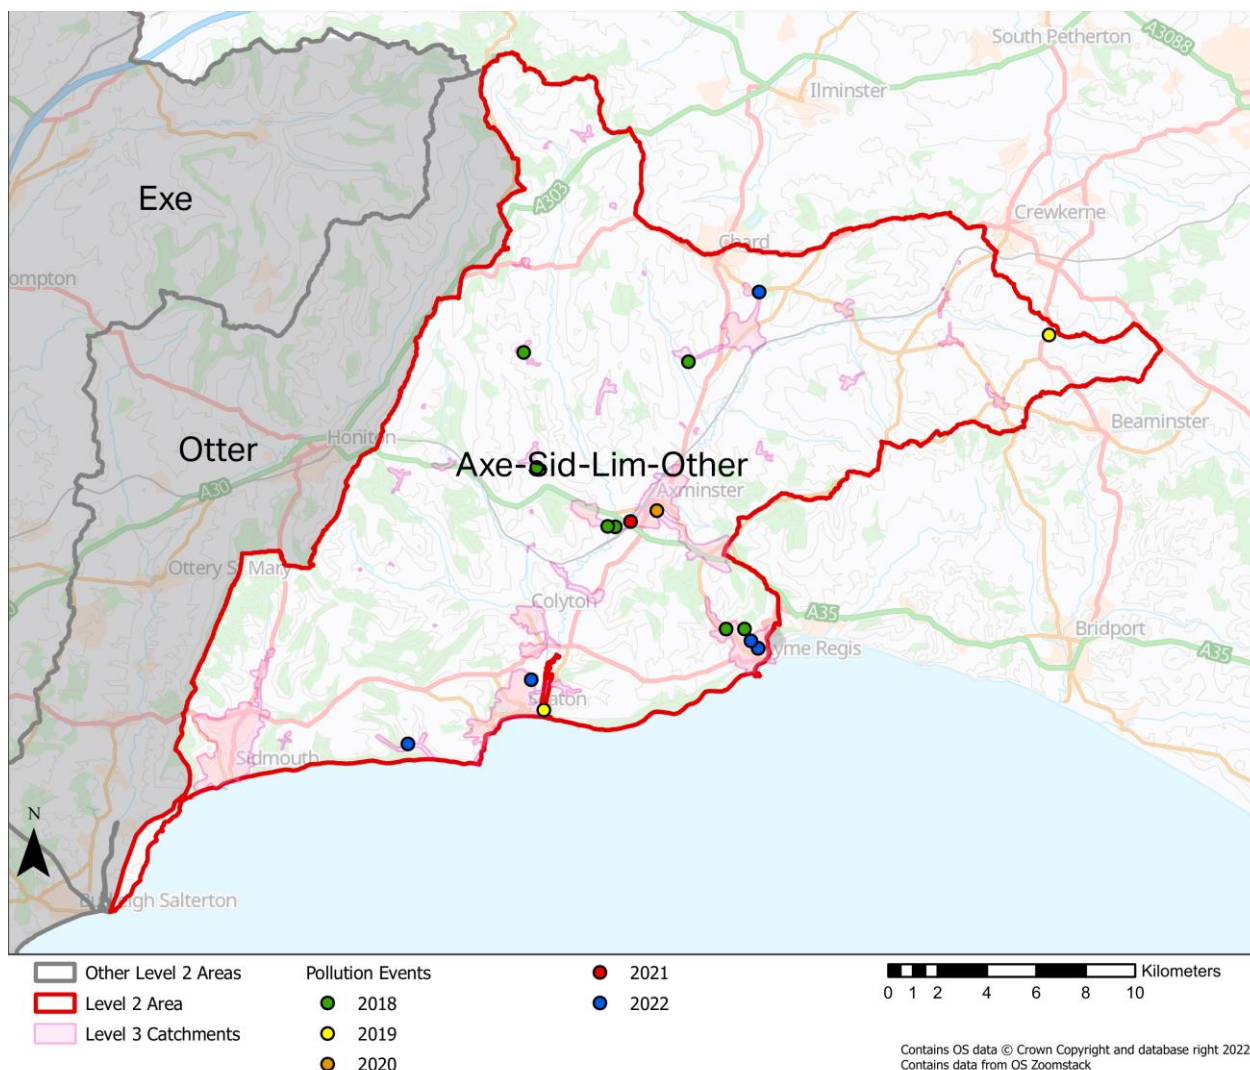 South Petherton
A3088
Ilminster
Exe
A303
Crewkerne
Chard
ompton
Beaminster
Otter
Honiton
Axe-Sid-Lim-Other
A30
Axminster
Ottery St. Mary
Colyton
A35
Bridport
Lyme Regis
A35
Seaton
Sidmouth
N
Budleigh Salterton
Other Level 2 Areas
Level 2 Area
Level 3 Catchments
Pollution Events
2018
2019
2020
2021
2022
Kilometers
0 1 2 4 6 8 10
Contains OS data © Crown Copyright and database right 2022
Contains data from OS Zoomstack